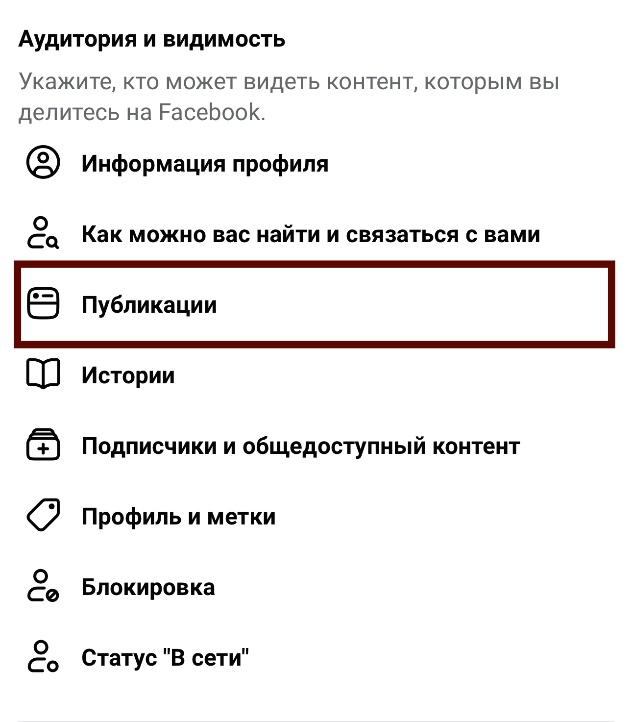 Аудитория и видимость
Укажите, кто может видеть контент, которым вы
делитесь на Facebook.
Информация профиля
Как можно вас найти и связаться с вами
Публикации
Истории
Подписчики и общедоступный контент
Профиль и метки
Блокировка
Статус "В сети"